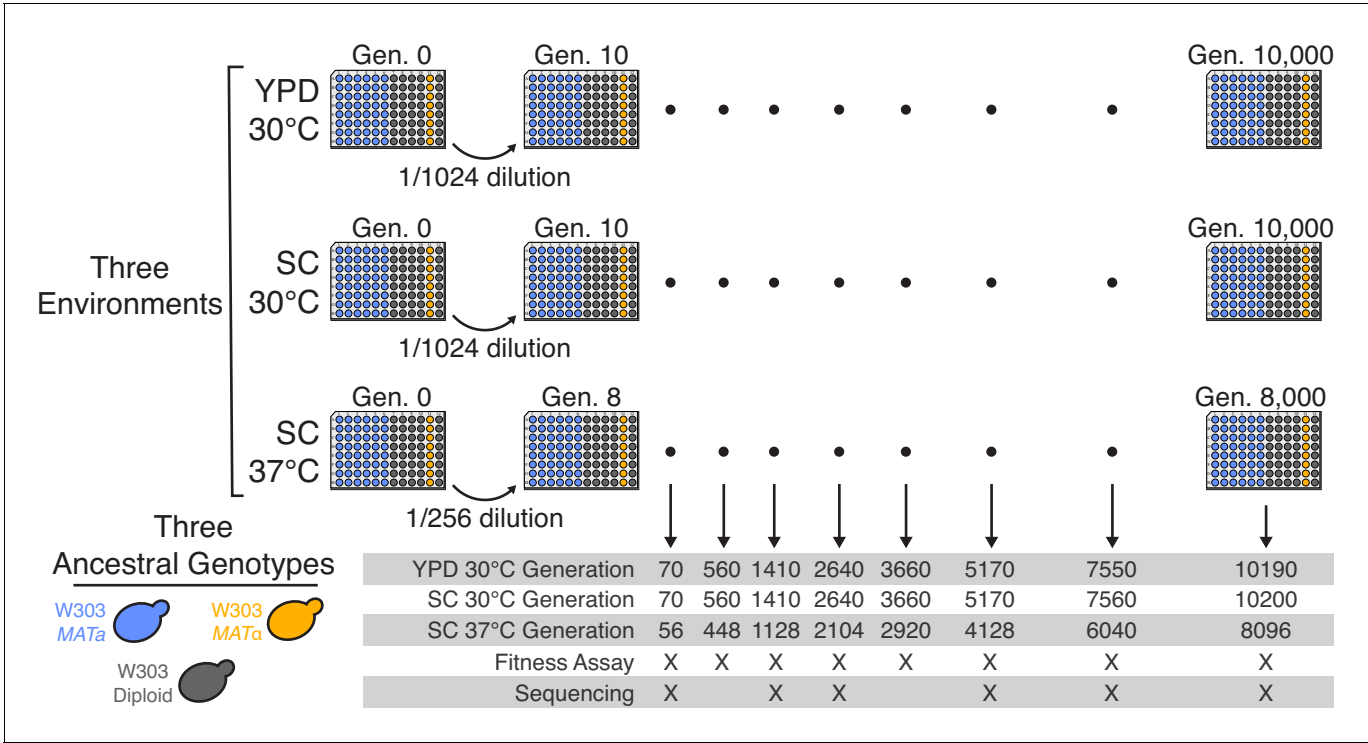 Gen. 0 Gen. 10 Gen. 10,000
YPD
30°C
1/1024 dilution
Gen. 0 Gen. 10 Gen. 10,000
Three
Environments
SC
30°C
1/1024 dilution
Gen. 0 Gen. 8 Gen. 8,000
SC
37°C
1/256 dilution
Three
Ancestral Genotypes
W303
MATa
W303
MATα
W303
Diploid
YPD 30°C Generation 70 560 1410 2640 3660 5170 7550 10190
SC 30°C Generation 70 560 1410 2640 3660 5170 7560 10200
SC 37°C Generation 56 448 1128 2104 2920 4128 6040 8096
Fitness Assay X X X X X X X X
Sequencing X X X X X X